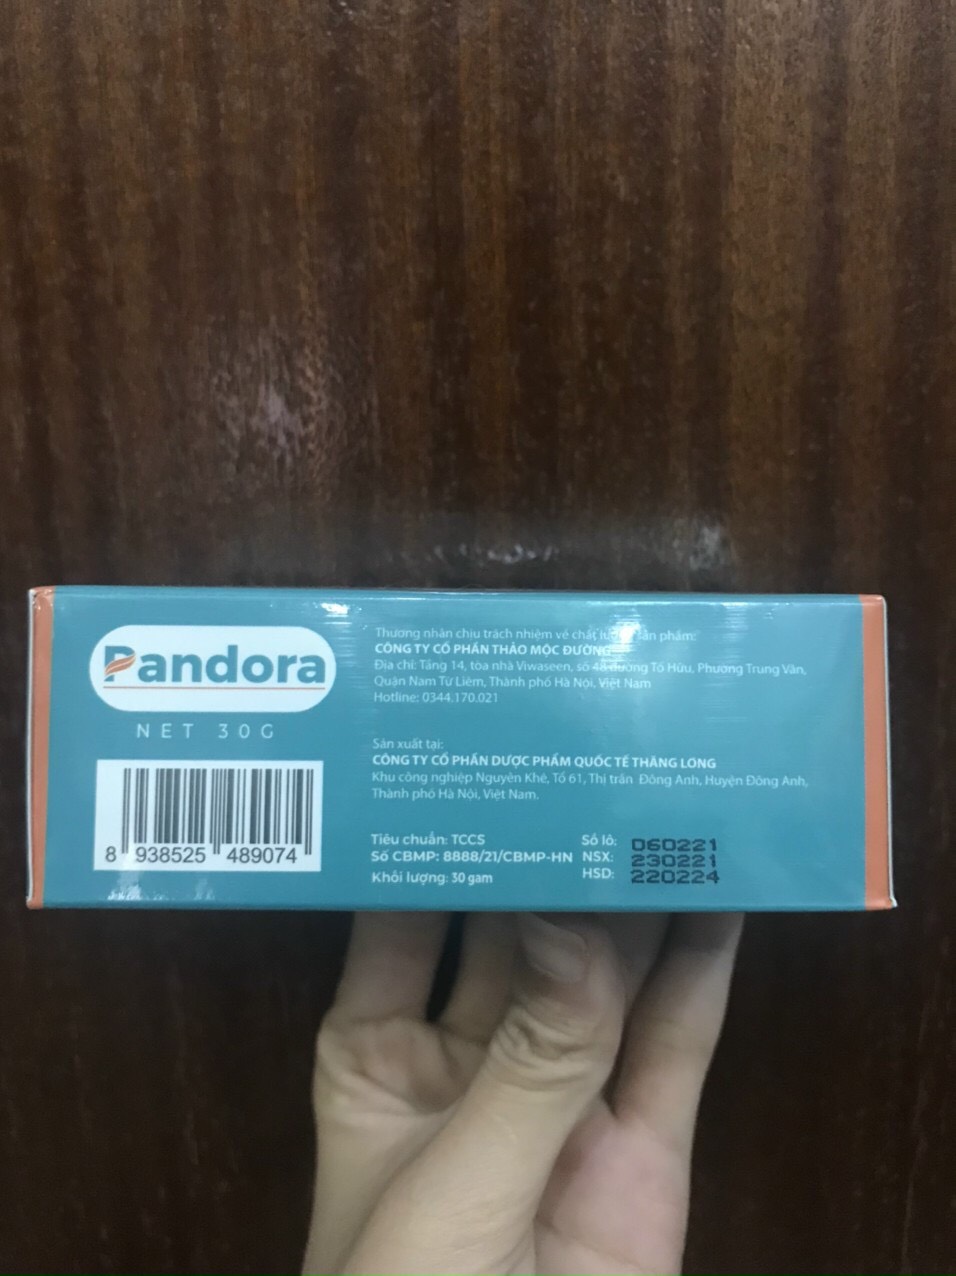 Pandora
NET 30G
8 938525 489074
Thương nhân chịu trách nhiệm về chất lượng sản phẩm:
CÔNG TY CỔ PHẦN THẢO MỘC ĐƯỜNG
Địa chỉ: Tầng 14, tòa nhà Viwaseen, số 48 đường Tố Hữu, Phường Trung Văn,
Quận Nam Từ Liêm, Thành phố Hà Nội, Việt Nam
Hotline: 0344.170.021
Sản xuất tại:
CÔNG TY CỔ PHẦN DƯỢC PHẨM QUỐC TẾ THĂNG LONG
Khu công nghiệp Nguyên Khê, Tổ 61, Thị trấn Đông Anh, Huyện Đông Anh,
Thành phố Hà Nội, Việt Nam.
Tiêu chuẩn: TCCS
Số CBMP: 8888/21/CBMP-HN
Khối lượng: 30 gam
Số lô: 060221
NSX: 230221
HSD: 220224